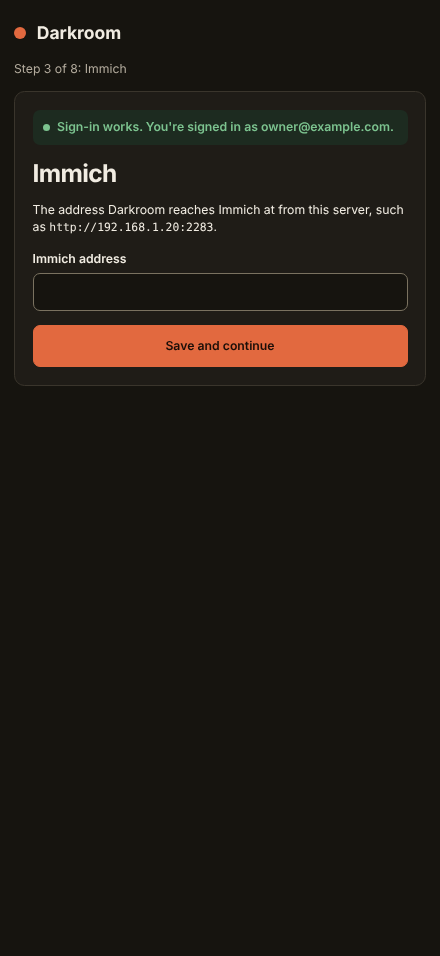 Darkroom
Step 3 of 8: Immich
Sign-in works. You're signed in as owner@example.com.
Immich
The address Darkroom reaches Immich at from this server, such
as http://192.168.1.20:2283.
Immich address
Save and continue